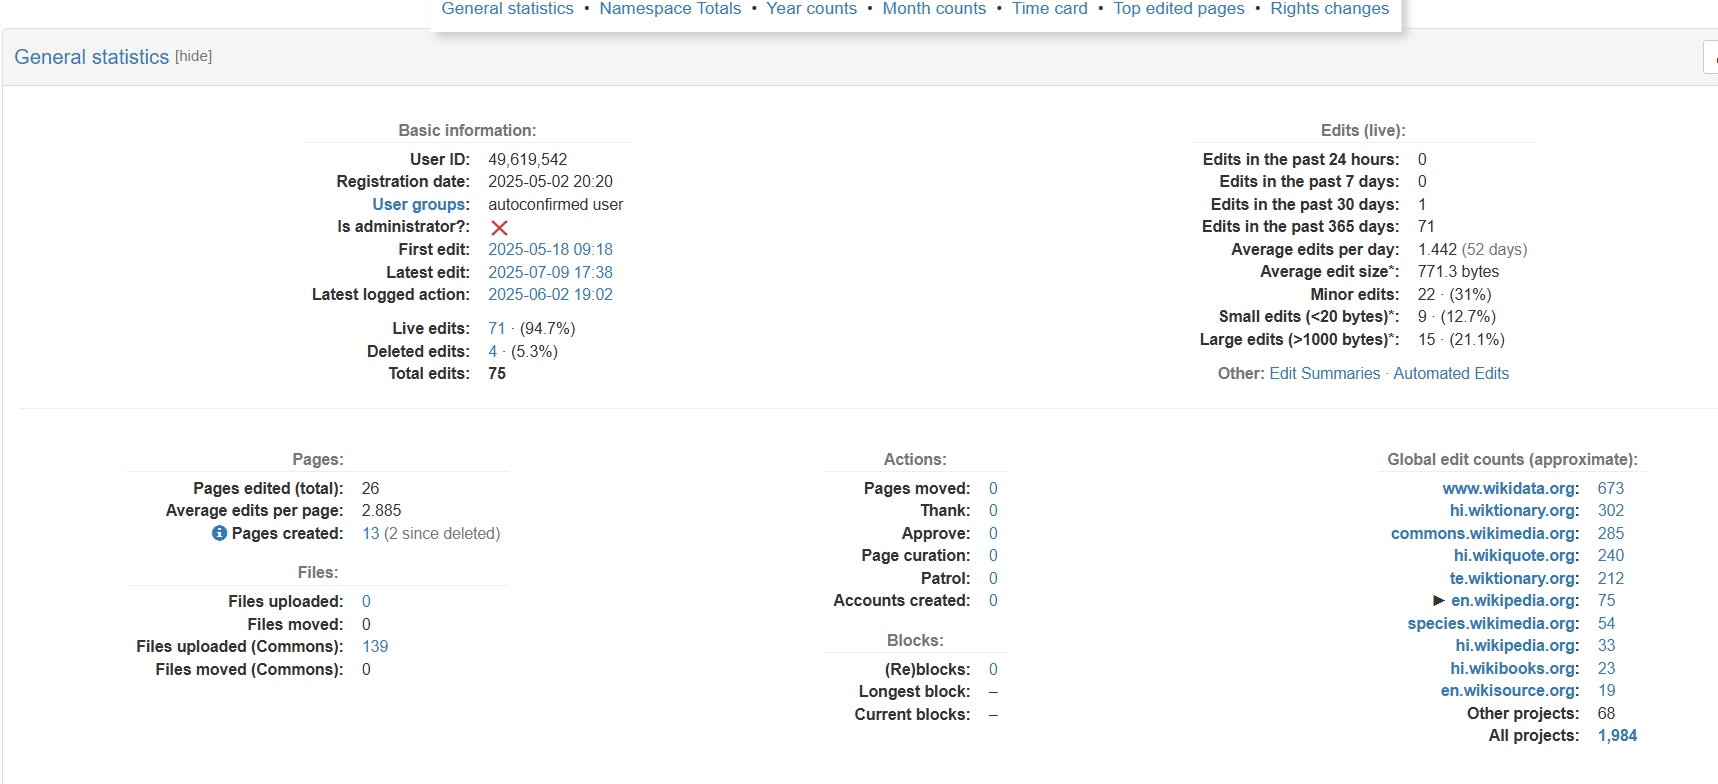 General statistics • Namespace Totals • Year counts • Month counts • Time card • Top edited pages • Rights changes
General statistics [hide]
Basic information:
User ID: 49,619,542
Registration date: 2025-05-02 20:20
User groups: autoconfirmed user
Is administrator?:
First edit: 2025-05-18 09:18
Latest edit: 2025-07-09 17:38
Latest logged action: 2025-06-02 19:02
Live edits: 71 · (94.7%)
Deleted edits: 4 · (5.3%)
Total edits: 75
Edits (live):
Edits in the past 24 hours: 0
Edits in the past 7 days: 0
Edits in the past 30 days: 1
Edits in the past 365 days: 71
Average edits per day: 1.442 (52 days)
Average edit size*: 771.3 bytes
Minor edits: 22 · (31%)
Small edits (<20 bytes)*: 9 · (12.7%)
Large edits (>1000 bytes)*: 15 · (21.1%)
Other: Edit Summaries · Automated Edits
Pages:
Pages edited (total): 26
Average edits per page: 2.885
Pages created: 13 (2 since deleted)
Files:
Files uploaded: 0
Files moved: 0
Files uploaded (Commons): 139
Files moved (Commons): 0
Actions:
Pages moved: 0
Thank: 0
Approve: 0
Page curation: 0
Patrol: 0
Accounts created: 0
Blocks:
(Re)blocks: 0
Longest block: –
Current blocks: –
Global edit counts (approximate):
www.wikidata.org: 673
hi.wiktionary.org: 302
commons.wikimedia.org: 285
hi.wikiquote.org: 240
te.wiktionary.org: 212
► en.wikipedia.org: 75
species.wikimedia.org: 54
hi.wikipedia.org: 33
hi.wikibooks.org: 23
en.wikisource.org: 19
Other projects: 68
All projects: 1,984